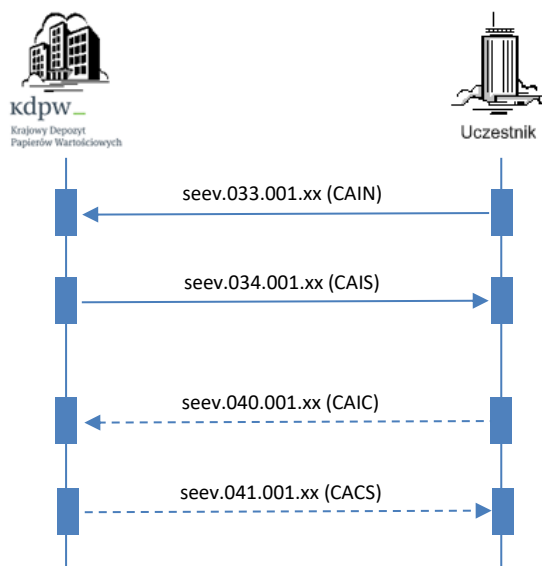 кdpw_
Krajowy Depozyt
Papierów Wartościowych
Uczestnik
seev.033.001.xx (CAIN)
seev.034.001.xx (CAIS)
seev.040.001.xx (CAIC)
seev.041.001.xx (CACS)